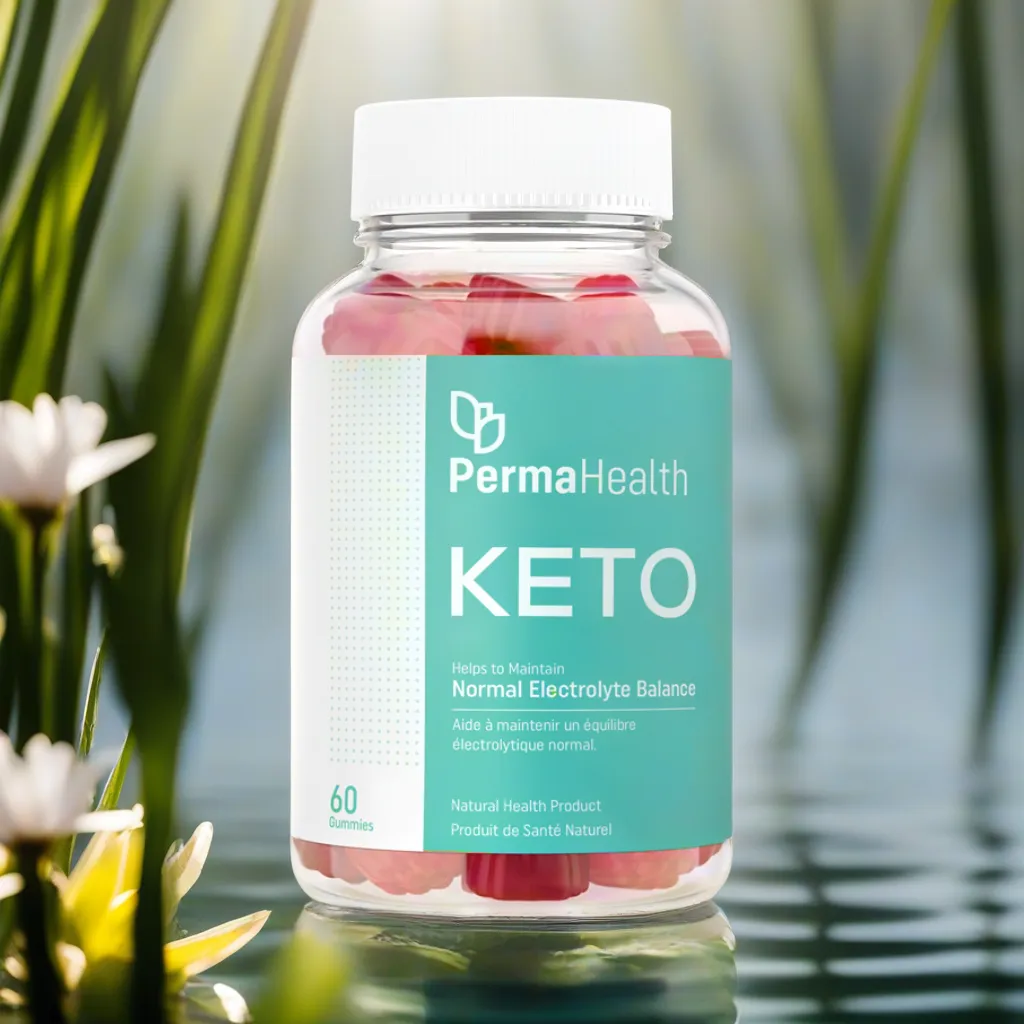 PermaHealth
KETO
Helps to Maintain
Normal Electrolyte Balance
Aide à maintenir un équilibre
électrolytique normal.
60
Gummies
Natural Health Product
Produit de Santé Naturel